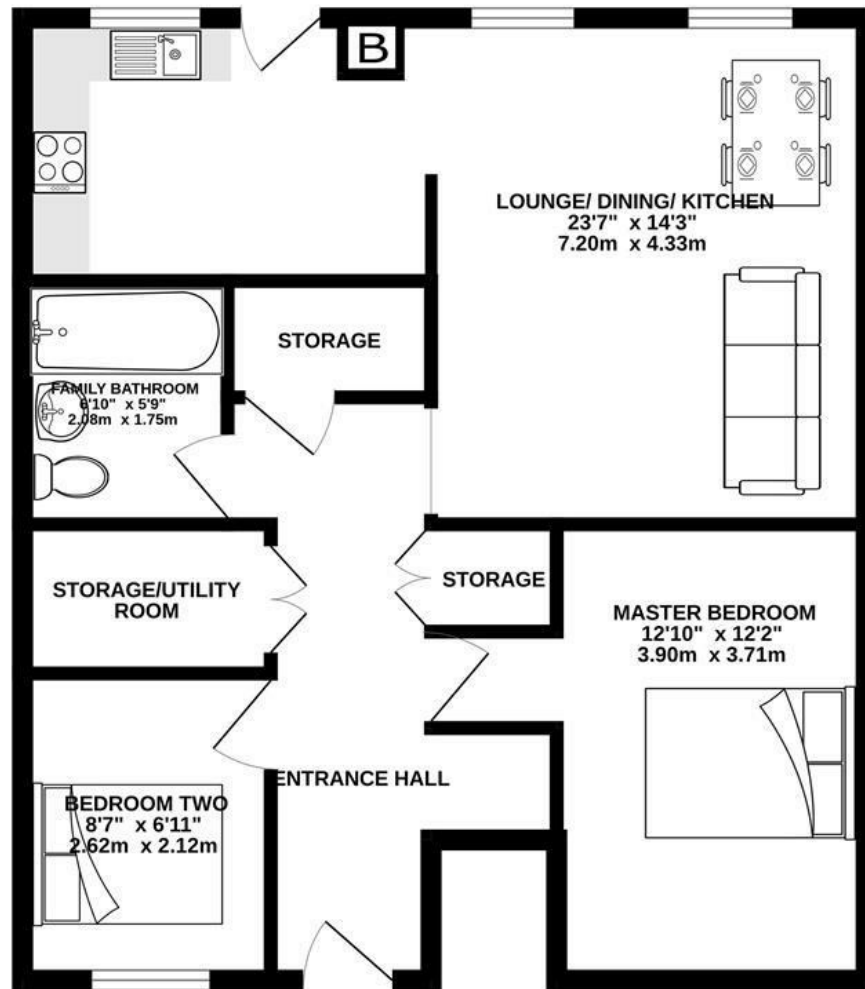 B
LOUNGE/ DINING/ KITCHEN
23'7" x 14'3"
7.20m x 4.33m
STORAGE
FAMILY BATHROOM
6'10" x 5'9"
2.08m x 1.75m
STORAGE/UTILITY
ROOM
STORAGE
MASTER BEDROOM
12'10" x 12'2"
3.90m x 3.71m
ENTRANCE HALL
BEDROOM TWO
8'7" x 6'11"
2.62m x 2.12m